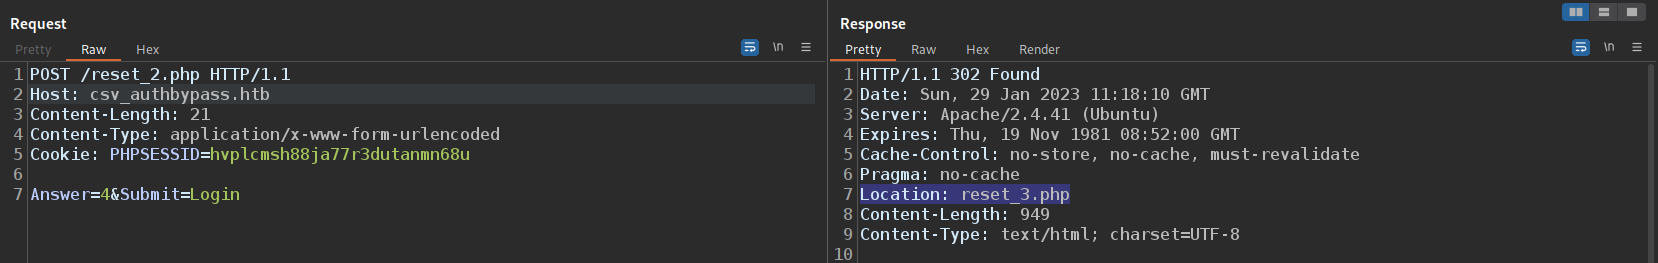 Request
Pretty Raw Hex
\n
1 POST /reset_2.php HTTP/1.1
2 Host: csv_authbypass.htb
3 Content-Length: 21
4 Content-Type: application/x-www-form-urlencoded
5 Cookie: PHPSESSID=hvplcmsh88ja77r3dutanmn68u
6
7 Answer=4&Submit=Login
Response
Pretty Raw Hex Render
\n
1 HTTP/1.1 302 Found
2 Date: Sun, 29 Jan 2023 11:18:10 GMT
3 Server: Apache/2.4.41 (Ubuntu)
4 Expires: Thu, 19 Nov 1981 08:52:00 GMT
5 Cache-Control: no-store, no-cache, must-revalidate
6 Pragma: no-cache
7 Location: reset_3.php
8 Content-Length: 949
9 Content-Type: text/html; charset=UTF-8
10